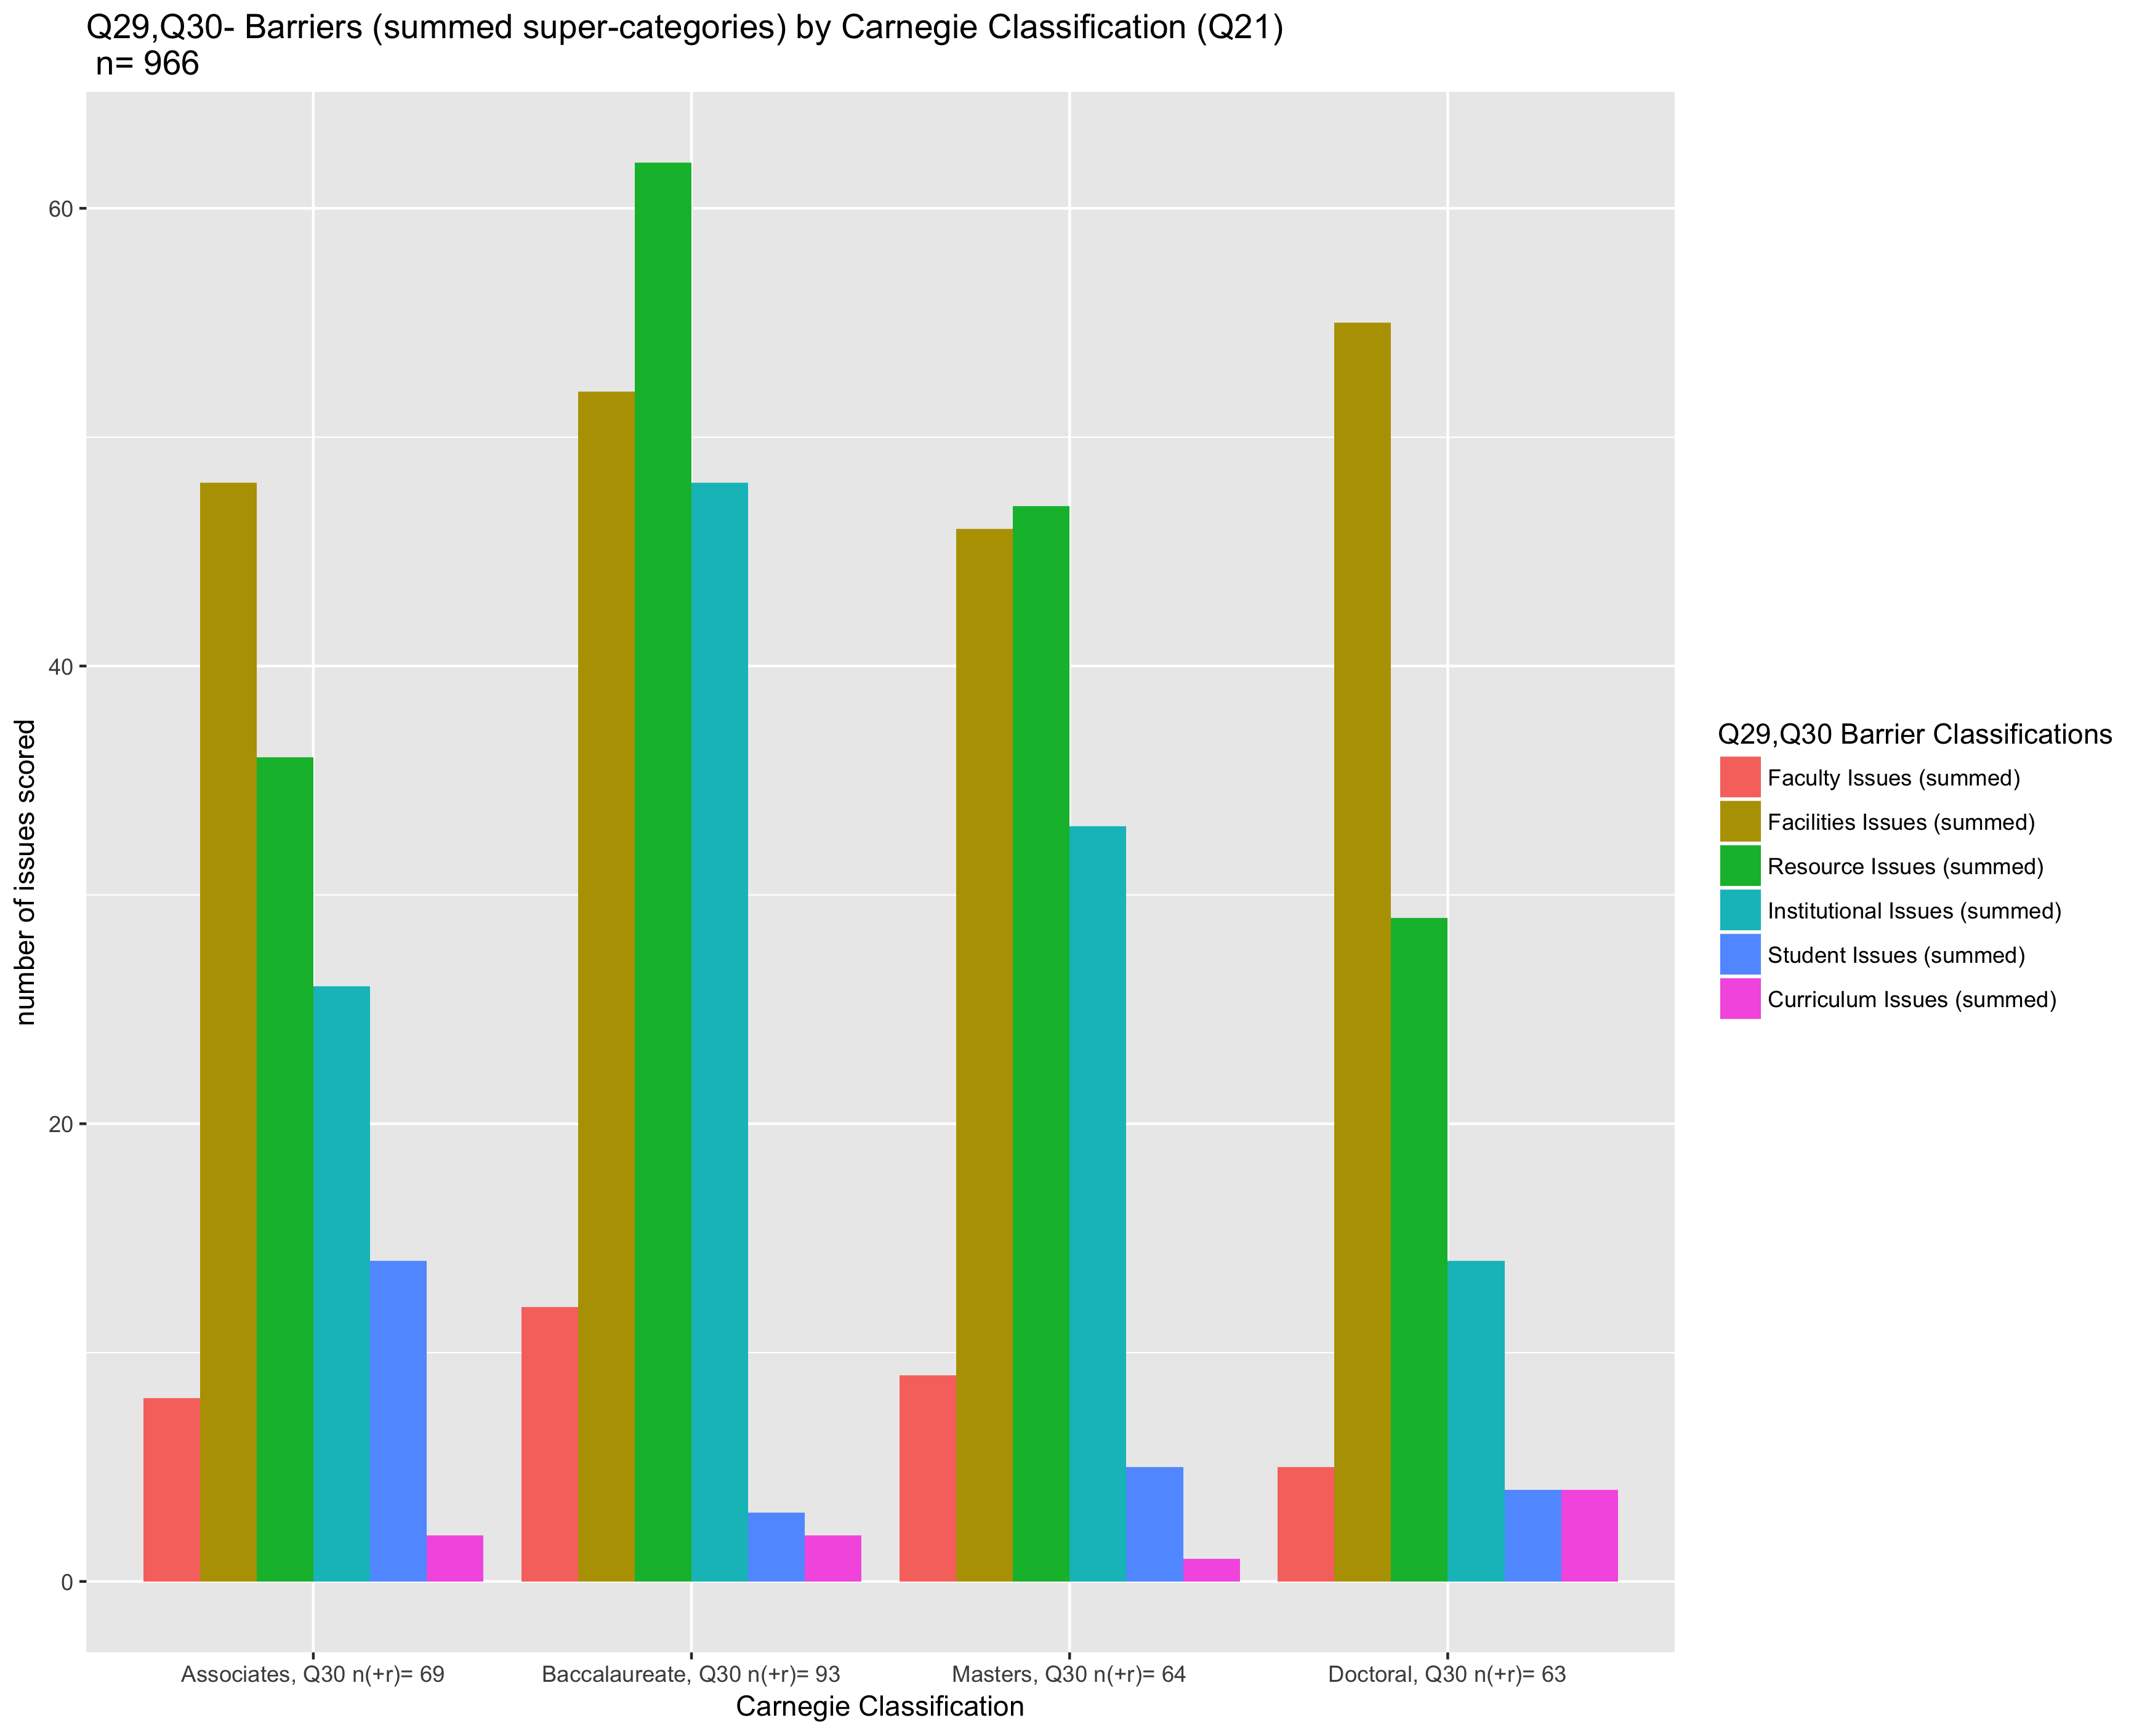 Q29,Q30- Barriers (summed super-categories) by Carnegie Classification (Q21)
n= 966
60
40
20
0
number of issues scored
Associates, Q30 n(+r)= 69
Baccalaureate, Q30 n(+r)= 93
Masters, Q30 n(+r)= 64
Doctoral, Q30 n(+r)= 63
Carnegie Classification
Q29,Q30 Barrier Classifications
Faculty Issues (summed)
Facilities Issues (summed)
Resource Issues (summed)
Institutional Issues (summed)
Student Issues (summed)
Curriculum Issues (summed)